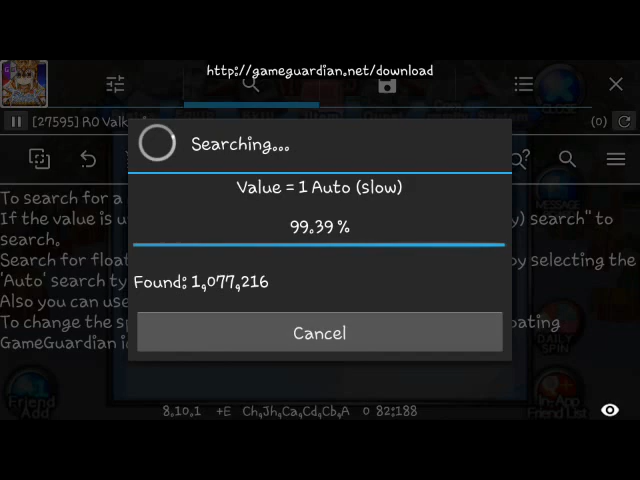 http://gameguardian.net/download
[27595] AO Valk
(0)
CLOSE
Searching...
Value = 1 Auto (slow)
99.39 %
Found: 1,077,216
Cancel
MESSAGE
To search for a
If the value is u
y) search" to
search.
Search for float
by selecting the
'Auto' search ty
Also you can use
To change the sp
oating
GameGuardian i
DAILY
SPIN
Friend
Add
In-App
Friend List
8.10.1 +E Ch,Jh,Ca,Cd,Cb,A 0 82;188